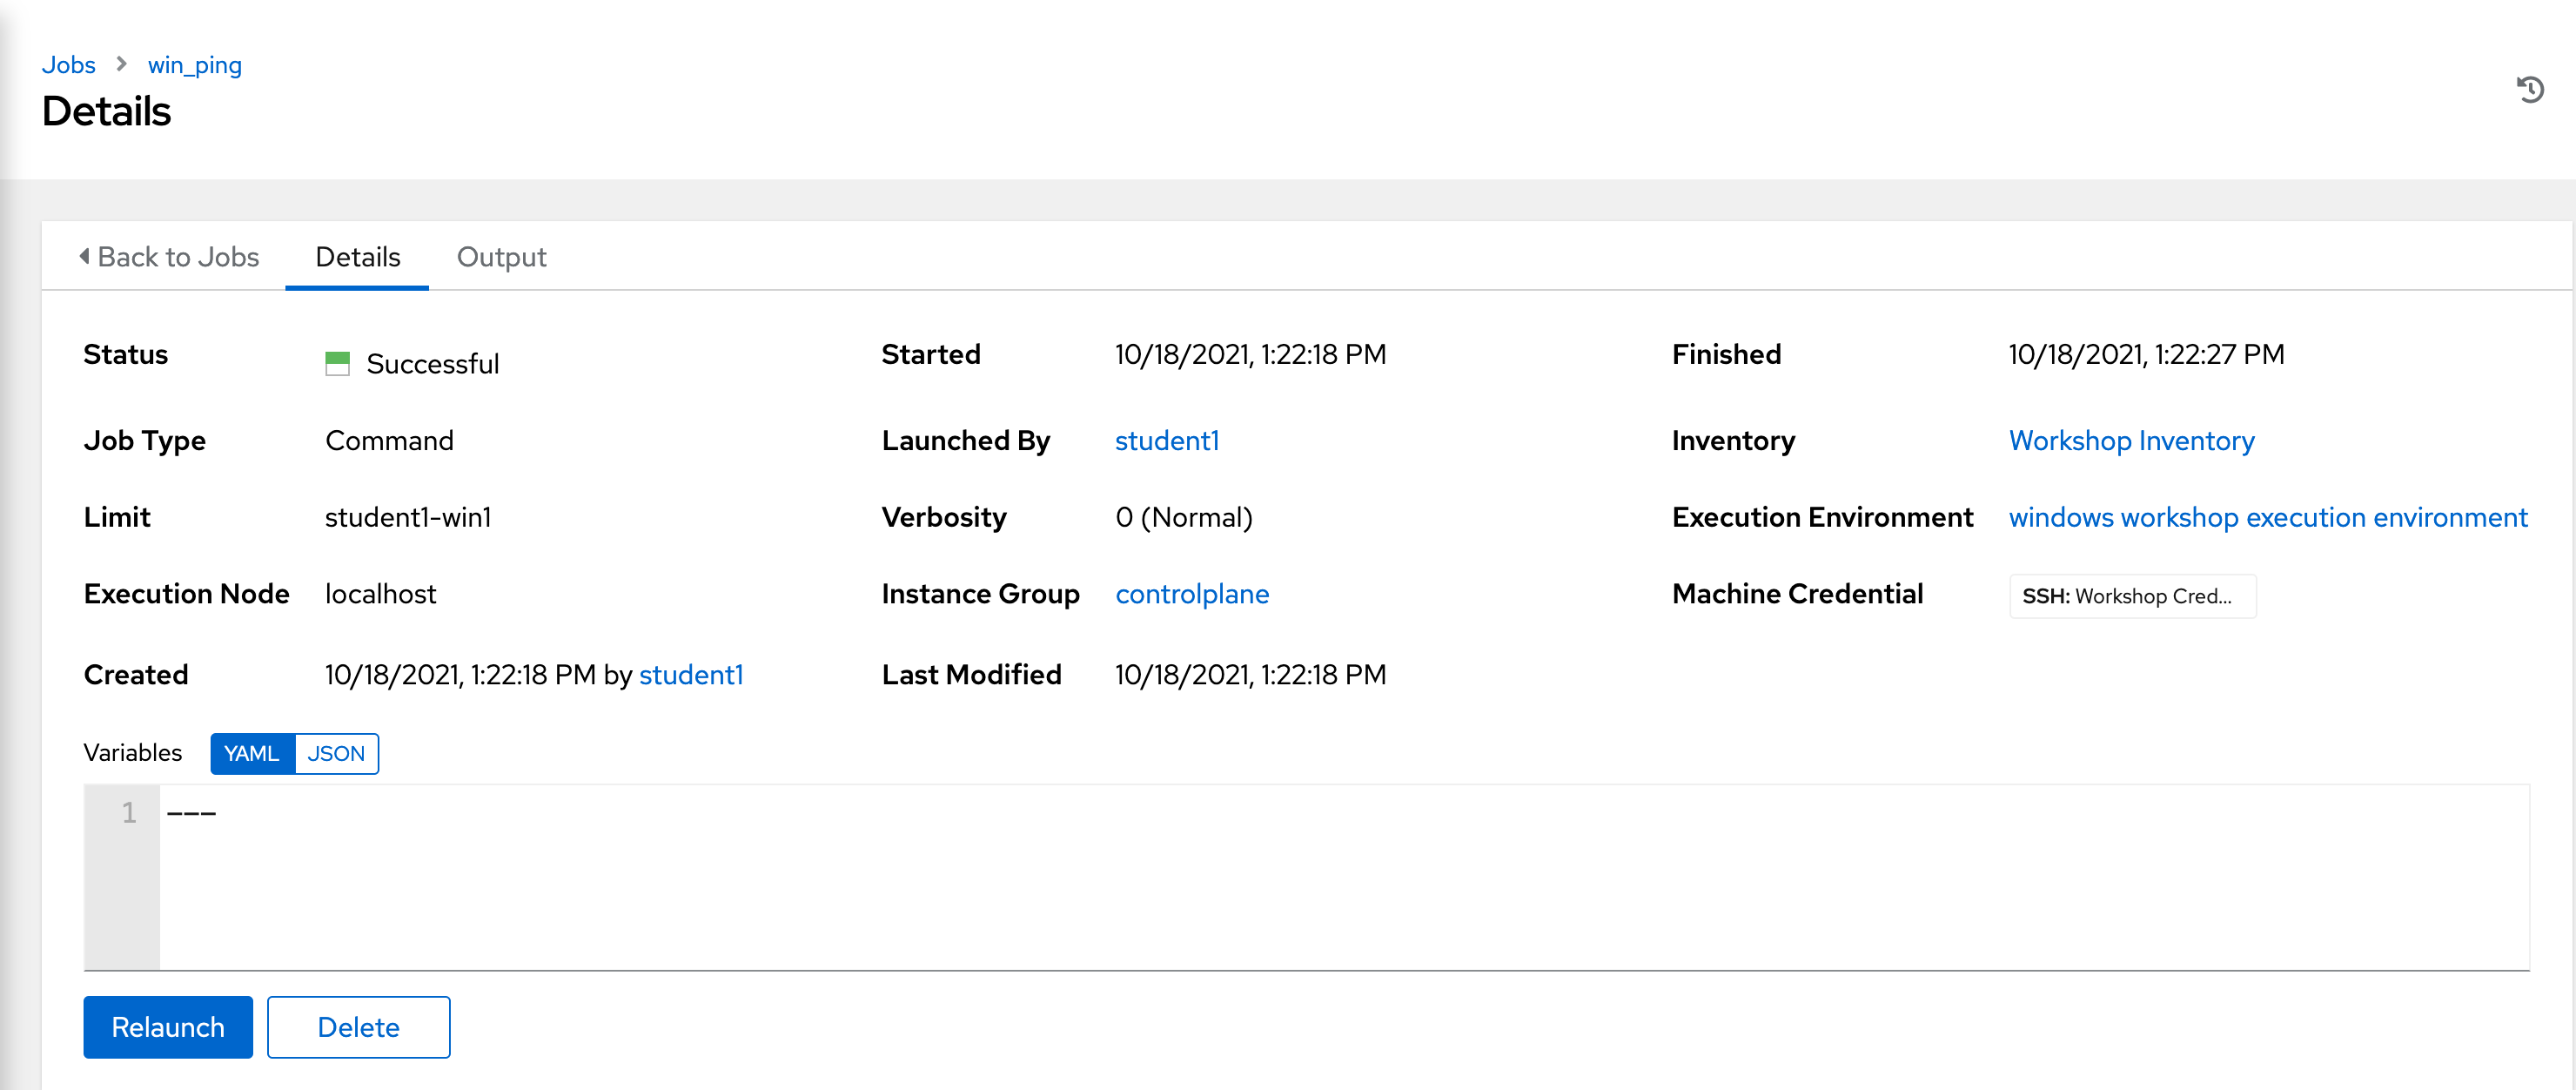 Jobs > win_ping
Details
Back to Jobs Details Output
Status Successful Started 10/18/2021, 1:22:18 PM Finished 10/18/2021, 1:22:27 PM
Job Type Command Launched By student1 Inventory Workshop Inventory
Limit student1-win1 Verbosity 0 (Normal) Execution Environment windows workshop execution environment
Execution Node localhost Instance Group controlplane Machine Credential SSH: Workshop Cred...
Created 10/18/2021, 1:22:18 PM by student1 Last Modified 10/18/2021, 1:22:18 PM
Variables YAML JSON
1 ---
Relaunch Delete